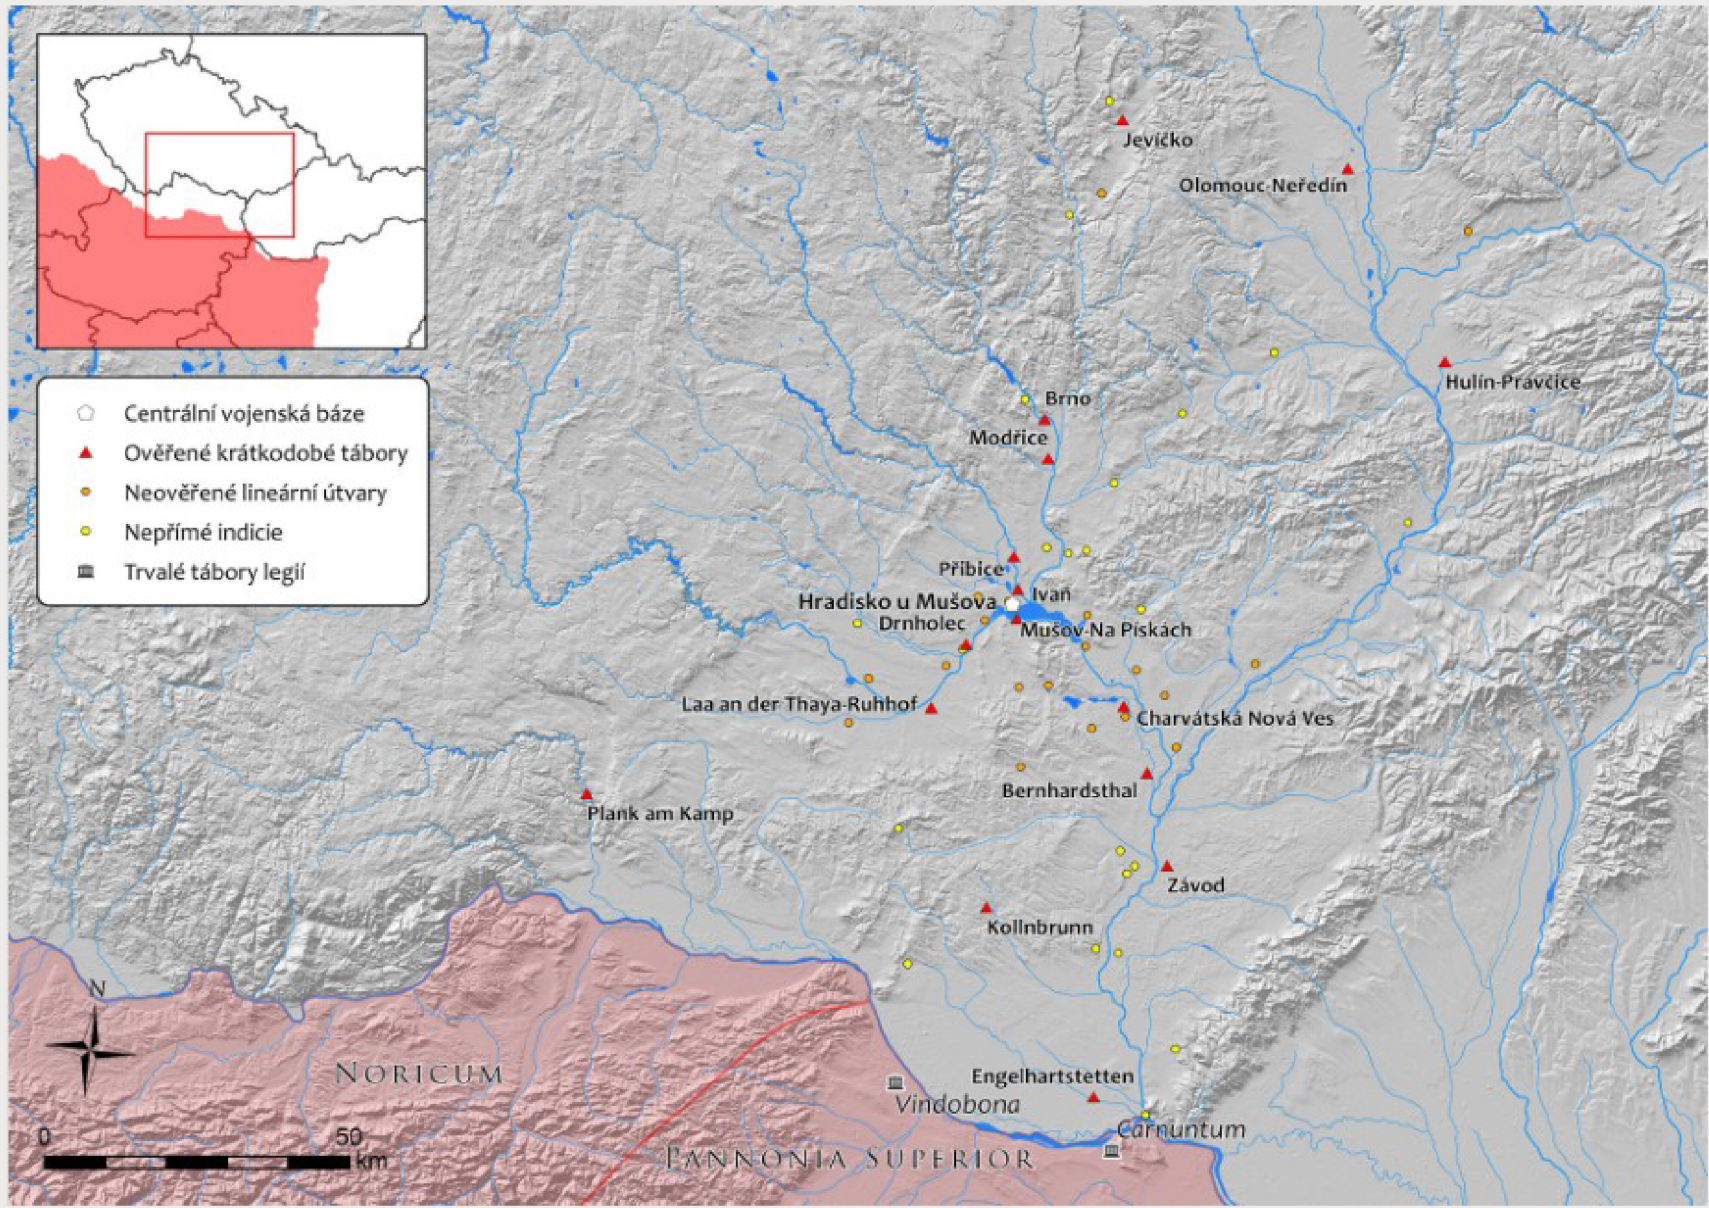 Jevíčko
Olomouc-Neředín
Hulín-Pravčice
Centrální vojenská báze
Ověřené krátkodobé tábory
Neověřené lineární útvary
Nepřímé indicie
Trvalé tábory legií
Brno
Modřice
Přibice
Ivaň
Hradisko u Mušova
Drnholec
Mušov-Na Pískách
Laa an der Thaya-Ruhhof
Charvátská Nová Ves
Bernhardsthal
Plank am Kamp
Závod
Kollnbrunn
N
NORICUM
Engelhartstetten
Vindobona
Carnuntum
0 50
km
PANNONIA SUPERIOR